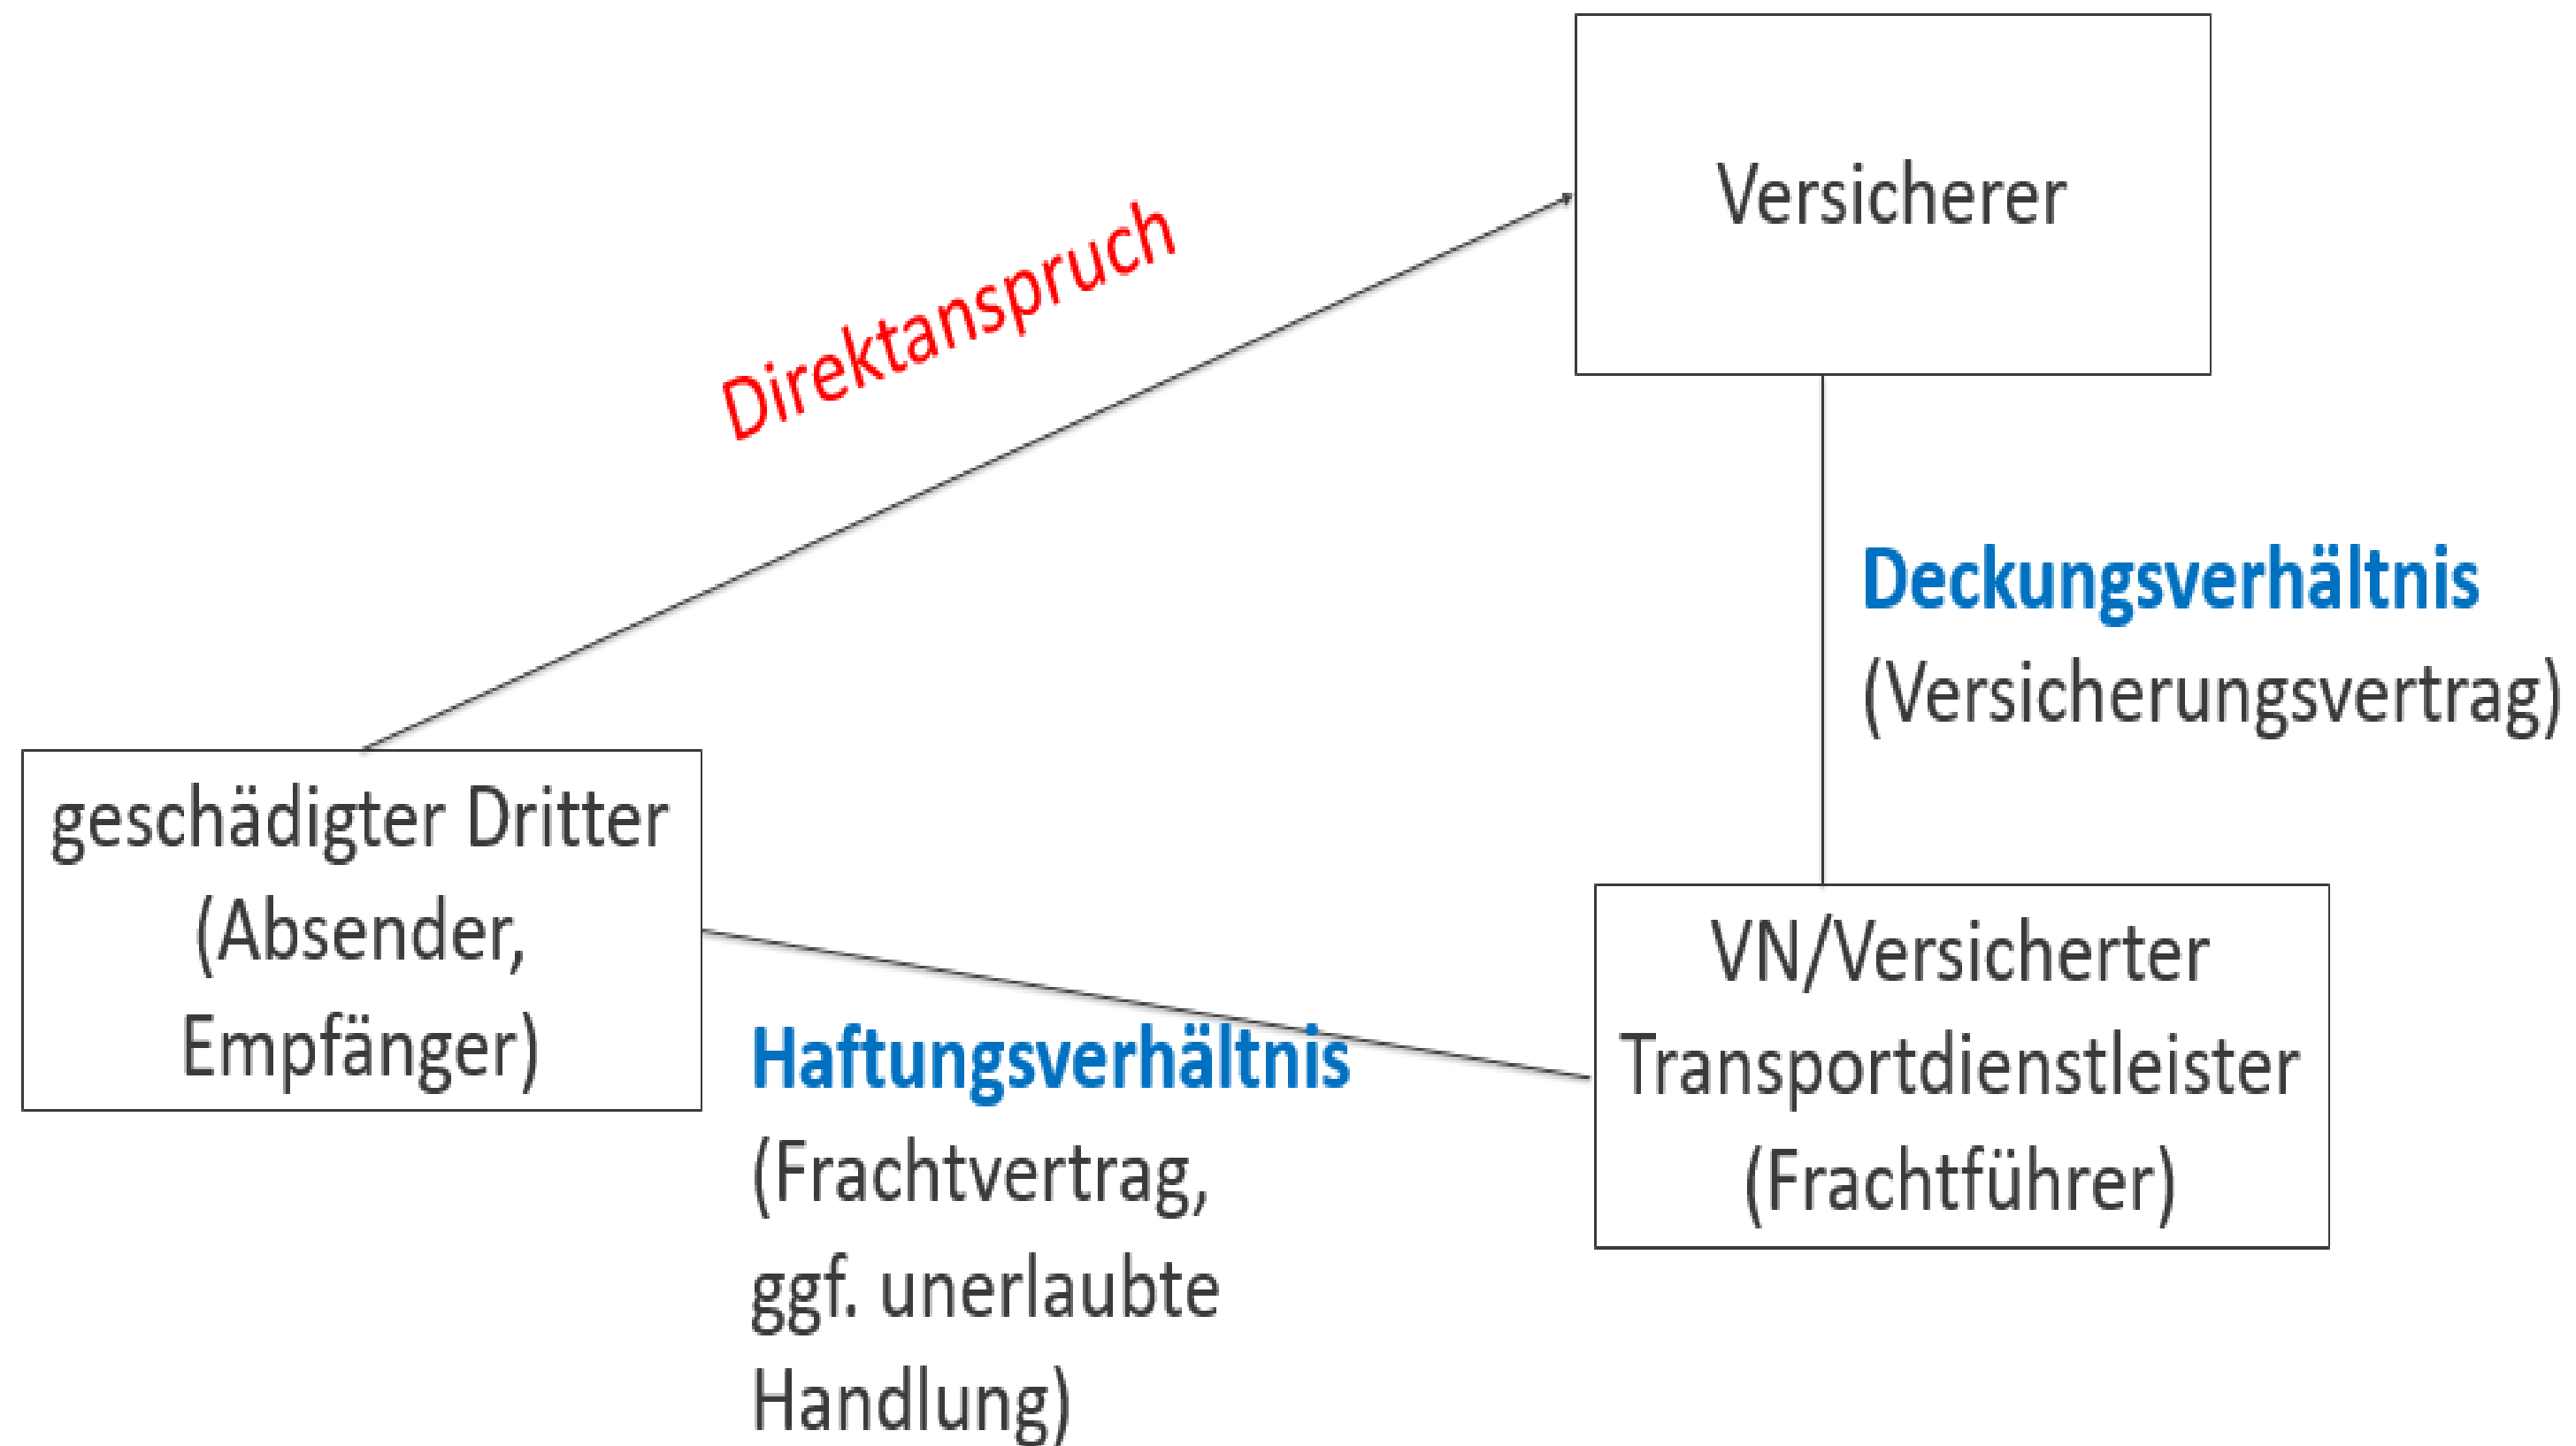 Versicherer
Direktanspruch
Deckungsverhältnis
(Versicherungsvertrag)
geschädigter Dritter
(Absender,
Empfänger)
VN/Versicherter
Transportdienstleister
(Frachtführer)
Haftungsverhältnis
(Frachtvertrag,
ggf. unerlaubte
Handlung)